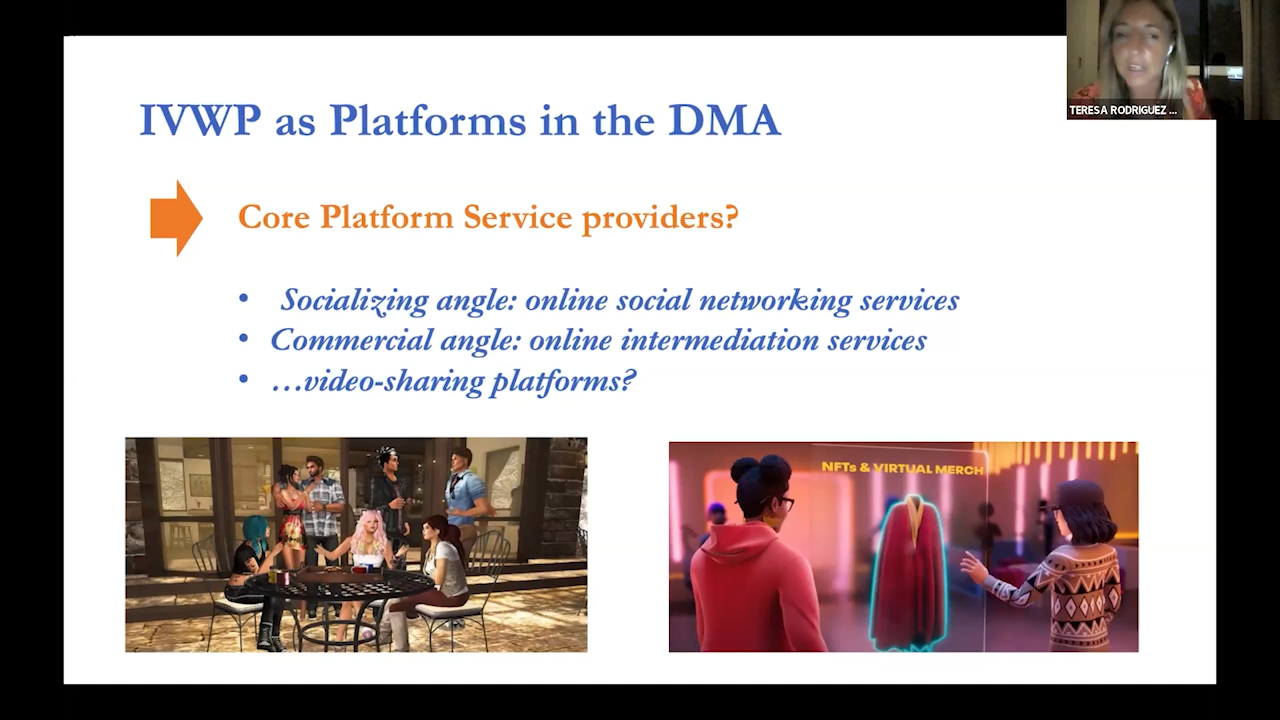 IVWP as Platforms in the DMA
TERESA RODRIGUEZ ...
Core Platform Service providers?
• Socializing angle: online social networking services
• Commercial angle: online intermediation services
• …video-sharing platforms?
NFTs & VIRTUAL MERCH